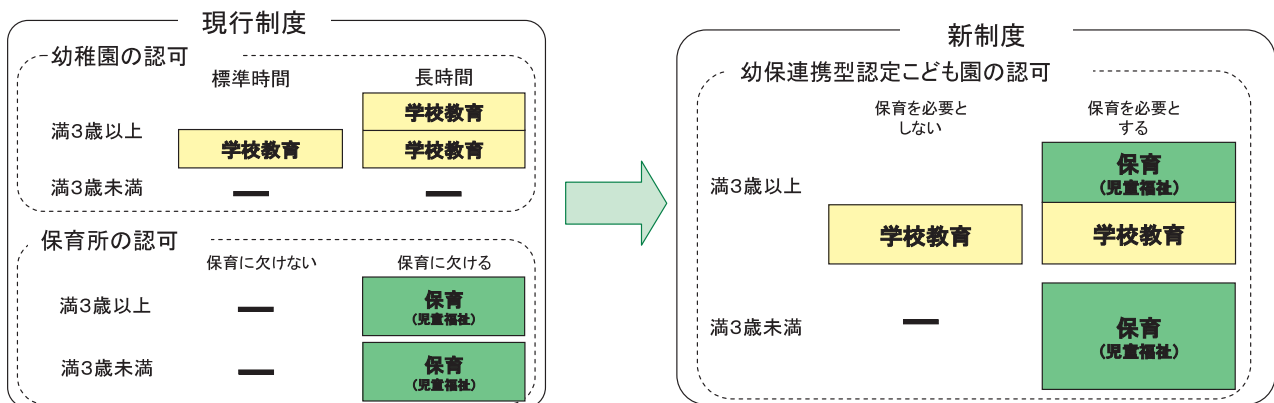 現行制度
幼稚園の認可
標準時間 長時間
学校教育
満3歳以上 学校教育 学校教育
満3歳未満 ー ー
保育所の認可
保育に欠けない 保育に欠ける
満3歳以上 ー 保育
(児童福祉)
満3歳未満 ー 保育
(児童福祉)
新制度
幼保連携型認定こども園の認可
保育を必要と
しない
保育を必要と
する
満3歳以上 保育
(児童福祉)
学校教育 学校教育
満3歳未満 ー 保育
(児童福祉)